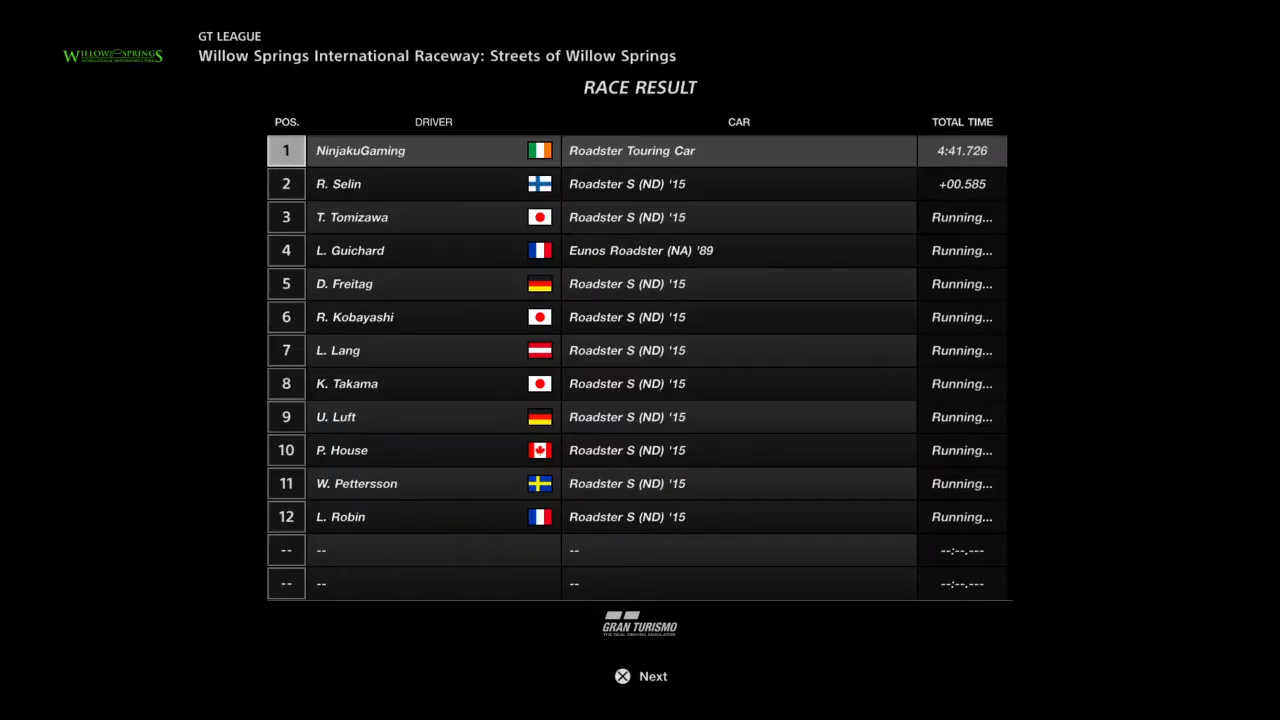 GT LEAGUE
WILLOW SPRINGS
Willow Springs International Raceway: Streets of Willow Springs
RACE RESULT
POS. DRIVER CAR TOTAL TIME
1 NinjakuGaming Roadster Touring Car 4:41.726
2 R. Selin Roadster S (ND) '15 +00.585
3 T. Tomizawa Roadster S (ND) '15 Running...
4 L. Guichard Eunos Roadster (NA) '89 Running...
5 D. Freitag Roadster S (ND) '15 Running...
6 R. Kobayashi Roadster S (ND) '15 Running...
7 L. Lang Roadster S (ND) '15 Running...
8 K. Takama Roadster S (ND) '15 Running...
9 U. Luft Roadster S (ND) '15 Running...
10 P. House Roadster S (ND) '15 Running...
11 W. Pettersson Roadster S (ND) '15 Running...
12 L. Robin Roadster S (ND) '15 Running...
-- -- -- --:--.---
-- -- -- --:--.---
GRAN TURISMO
THE REAL DRIVING SIMULATOR
Next